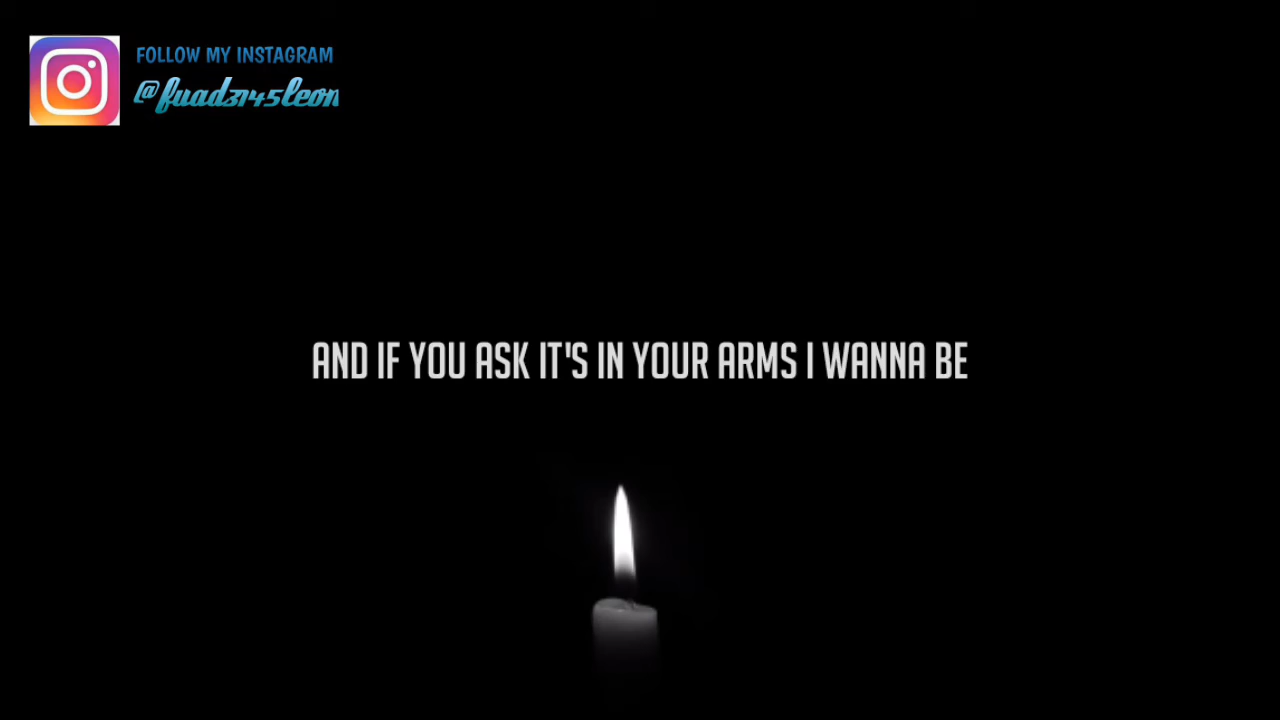 FOLLOW MY INSTAGRAM
@fuad3145leon
AND IF YOU ASK IT'S IN YOUR ARMS I WANNA BE